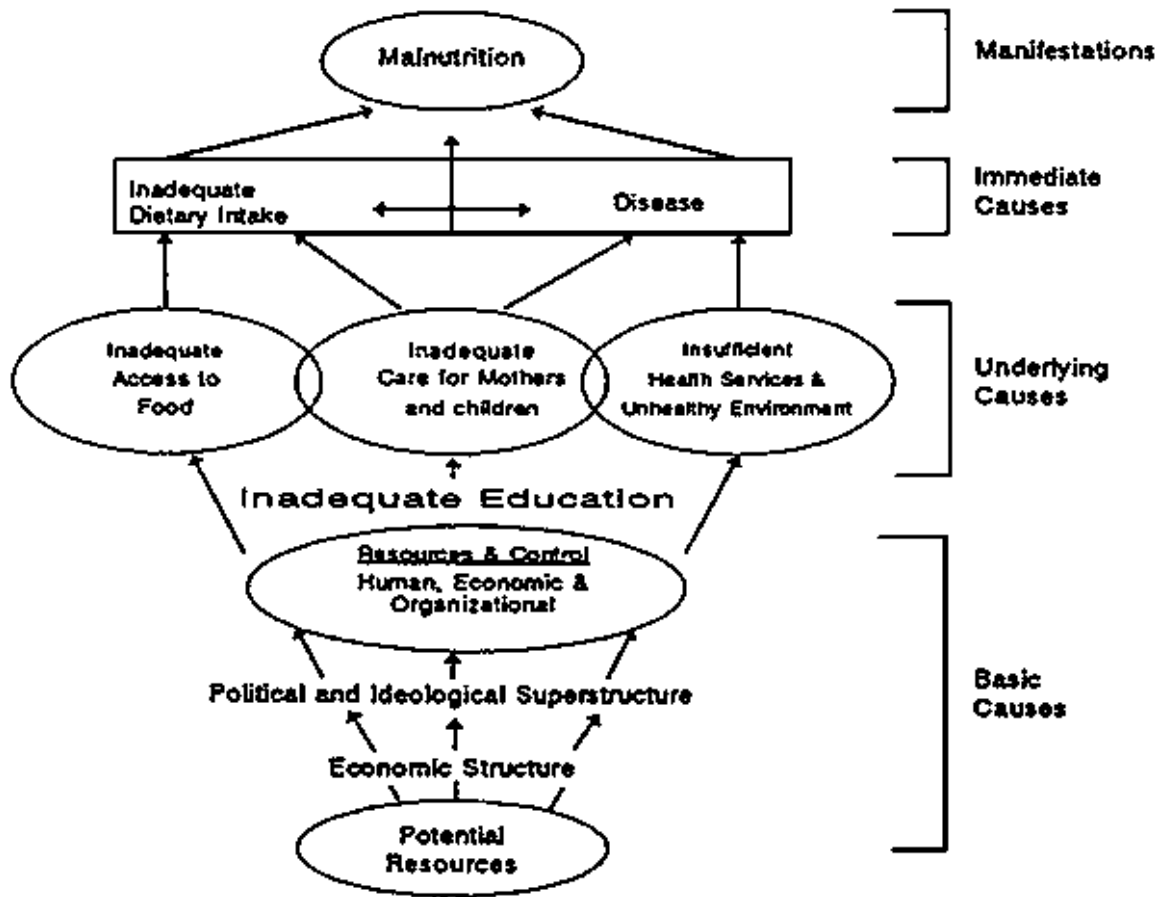 Malnutrition
Manifestations
Inadequate
Dietary Intake
Disease
Immediate
Causes
Inadequate
Access to
Food
Inadequate
Care for Mothers
and children
Insufficient
Health Services &
Unhealthy Environment
Underlying
Causes
Inadequate Education
Resources & Control
Human, Economic &
Organizational
Political and Ideological Superstructure
Economic Structure
Potential
Resources
Basic
Causes